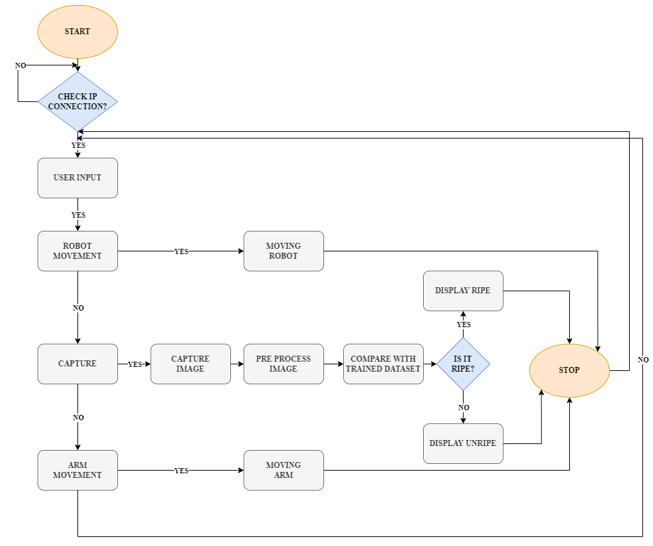 START
NO
CHECK IP
CONNECTION?
YES
USER INPUT
YES
ROBOT
MOVEMENT
YES
MOVING
ROBOT
DISPLAY RIPE
NO
YES
CAPTURE
YES
CAPTURE
IMAGE
PRE PROCESS
IMAGE
COMPARE WITH
TRAINED DATASET
IS IT
RIPE?
STOP
NO
NO
NO
DISPLAY UNRIPE
ARM
MOVEMENT
YES
MOVING
ARM